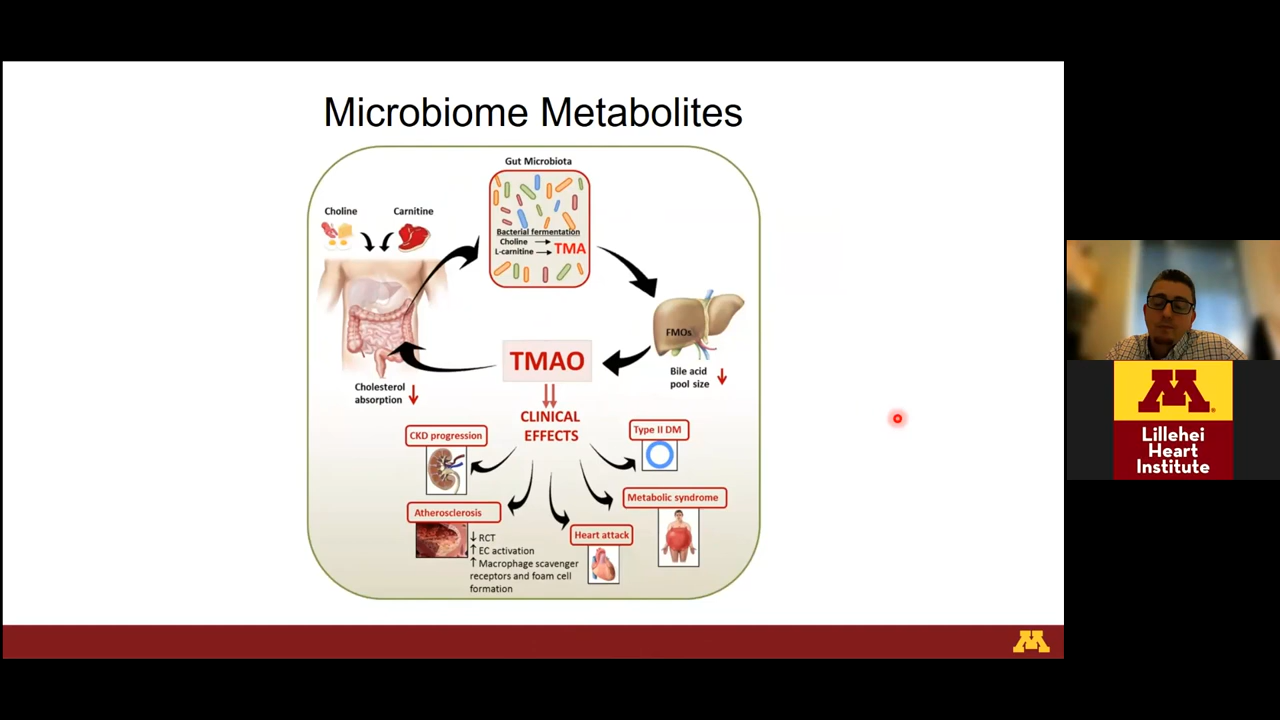 Microbiome Metabolites
Gut Microbiota
Choline
Carnitine
Bacterial fermentation
Choline
L-carnitine
TMA
FMOs
TMAO
Bile acid
pool size
Cholesterol
absorption
CLINICAL
EFFECTS
CKD progression
Type II DM
Atherosclerosis
Metabolic syndrome
Heart attack
↓ RCT
↑ EC activation
↑ Macrophage scavenger
receptors and foam cell
formation
M
M
Lillehei
Heart
Institute